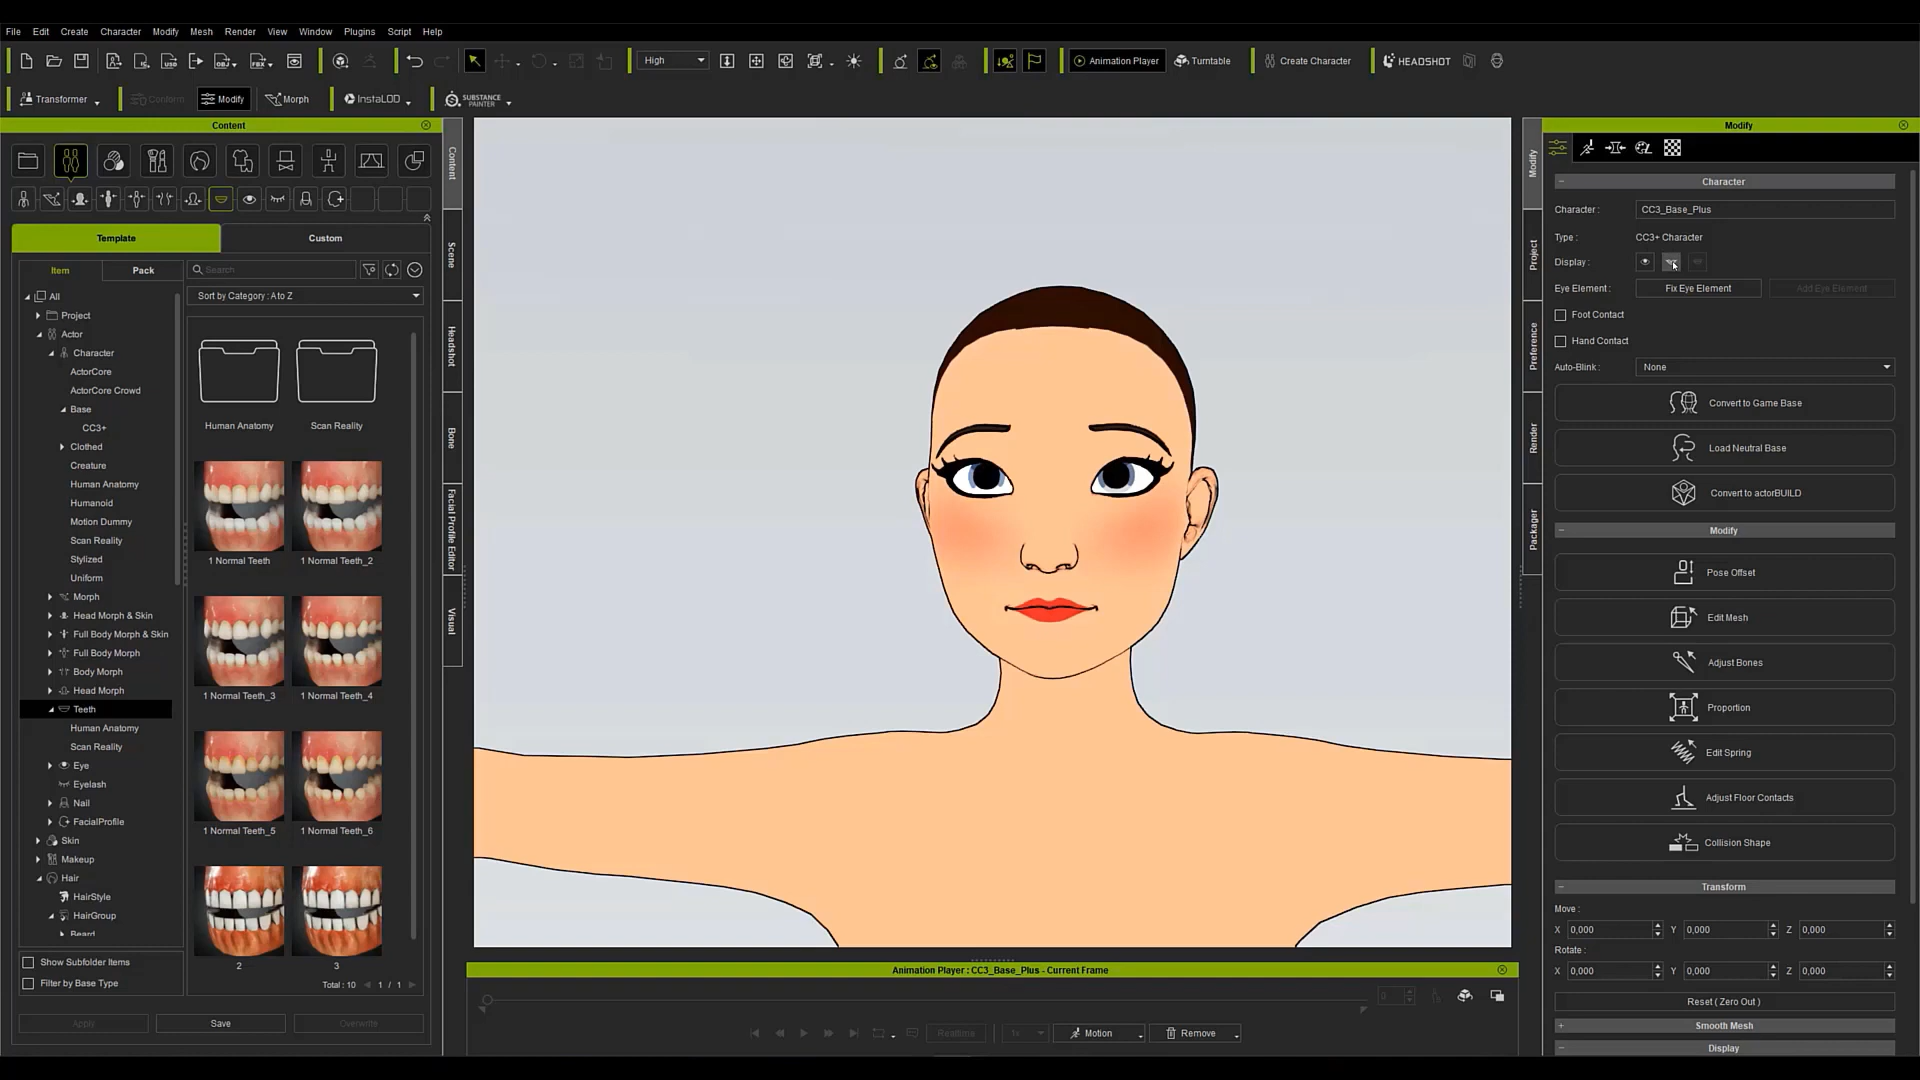 File Edit Create Character Modify Mesh Render View Window Plugins Script Help
High Animation Player Turntable Create Character HEADSHOT
Transformer Conform Modify Morph InstaLOD SUBSTANCE PAINTER
Content
Template Custom
Item Pack Search
Sort by Category : A to Z
All
Project
Actor
Character
ActorCore
ActorCore Crowd
Base
CC3+
Clothed
Creature
Human Anatomy
Humanoid
Motion Dummy
Scan Reality
Stylized
Uniform
Morph
Head Morph & Skin
Full Body Morph & Skin
Full Body Morph
Body Morph
Head Morph
Teeth
Human Anatomy
Scan Reality
Eye
Eyelash
Nail
FacialProfile
Skin
Makeup
Hair
HairStyle
HairGroup
Beard
Human Anatomy Scan Reality
1 Normal Teeth 1 Normal Teeth_2
1 Normal Teeth_3 1 Normal Teeth_4
1 Normal Teeth_5 1 Normal Teeth_6
2 3
Show Subfolder Items
Filter by Base Type
Total : 10 1 / 1
Apply Save Overwrite
Content
Scene
Headshot
Bone
Facial Profile Editor
Visual
Animation Player : CC3_Base_Plus - Current Frame
0
Realtime 1x Motion Remove
Modify
Project
Preference
Render
Packager
Modify
Character
Character : CC3_Base_Plus
Type : CC3+ Character
Display :
Eye Element : Fix Eye Element Add Eye Element
Foot Contact
Hand Contact
Auto-Blink : None
Convert to Game Base
Load Neutral Base
Convert to actorBUILD
Modify
Pose Offset
Edit Mesh
Adjust Bones
Proportion
Edit Spring
Adjust Floor Contacts
Collision Shape
Transform
Move :
X 0,000 Y 0,000 Z 0,000
Rotate :
X 0,000 Y 0,000 Z 0,000
Reset ( Zero Out )
Smooth Mesh
Display